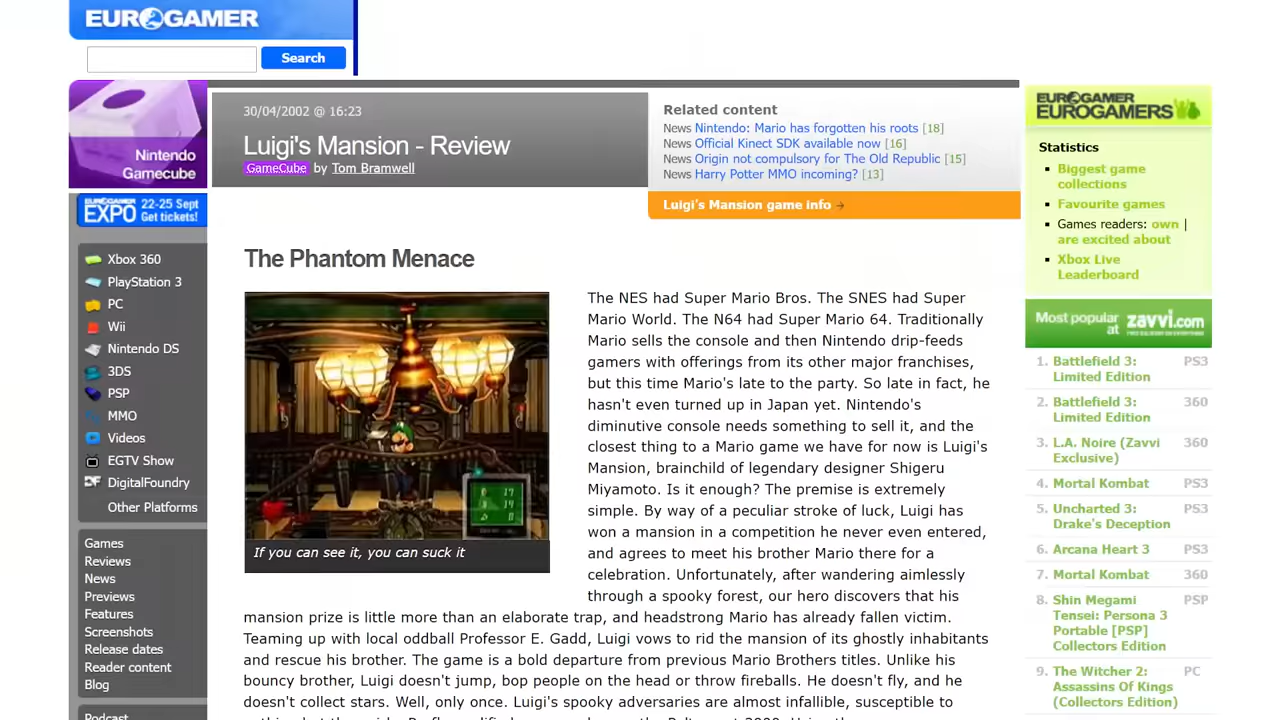 EUROGAMER
Search
Nintendo
Gamecube
30/04/2002 @ 16:23
Luigi's Mansion - Review
GameCube by Tom Bramwell
Related content
News Nintendo: Mario has forgotten his roots [18]
News Official Kinect SDK available now [16]
News Origin not compulsory for The Old Republic [15]
News Harry Potter MMO incoming? [13]
Luigi's Mansion game info →
EUROGAMER
EUROGAMERS
Statistics
Biggest game
collections
Favourite games
Games readers: own |
are excited about
Xbox Live
Leaderboard
EUROGAMER
EXPO
22-25 Sept
Get tickets!
Xbox 360
PlayStation 3
PC
Wii
Nintendo DS
3DS
PSP
MMO
Videos
EGTV Show
DigitalFoundry
Other Platforms
Games
Reviews
News
Previews
Features
Screenshots
Release dates
Reader content
Blog
Podcast
The Phantom Menace
If you can see it, you can suck it
The NES had Super Mario Bros. The SNES had Super
Mario World. The N64 had Super Mario 64. Traditionally
Mario sells the console and then Nintendo drip-feeds
gamers with offerings from its other major franchises,
but this time Mario's late to the party. So late in fact, he
hasn't even turned up in Japan yet. Nintendo's
diminutive console needs something to sell it, and the
closest thing to a Mario game we have for now is Luigi's
Mansion, brainchild of legendary designer Shigeru
Miyamoto. Is it enough? The premise is extremely
simple. By way of a peculiar stroke of luck, Luigi has
won a mansion in a competition he never even entered,
and agrees to meet his brother Mario there for a
celebration. Unfortunately, after wandering aimlessly
through a spooky forest, our hero discovers that his
mansion prize is little more than an elaborate trap, and headstrong Mario has already fallen victim.
Teaming up with local oddball Professor E. Gadd, Luigi vows to rid the mansion of its ghostly inhabitants
and rescue his brother. The game is a bold departure from previous Mario Brothers titles. Unlike his
bouncy brother, Luigi doesn't jump, bop people on the head or throw fireballs. He doesn't fly, and he
doesn't collect stars. Well, only once. Luigi's spooky adversaries are almost infallible, susceptible to
Most popular
at zavvi.com
1. Battlefield 3: PS3
Limited Edition
2. Battlefield 3: 360
Limited Edition
3. L.A. Noire (Zavvi 360
Exclusive)
4. Mortal Kombat PS3
5. Uncharted 3: PS3
Drake's Deception
6. Arcana Heart 3 PS3
7. Mortal Kombat 360
8. Shin Megami PSP
Tensei: Persona 3
Portable [PSP]
Collectors Edition
9. The Witcher 2: PC
Assassins Of Kings
(Collectors Edition)